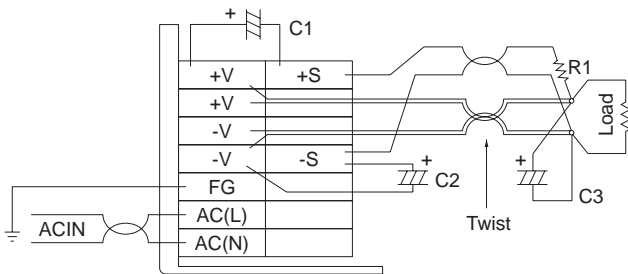 + C1
+V +S
R1
+V
-V
Load
-V -S
+ C2
+ C3
FG
Twist
ACIN AC(L)
AC(N)